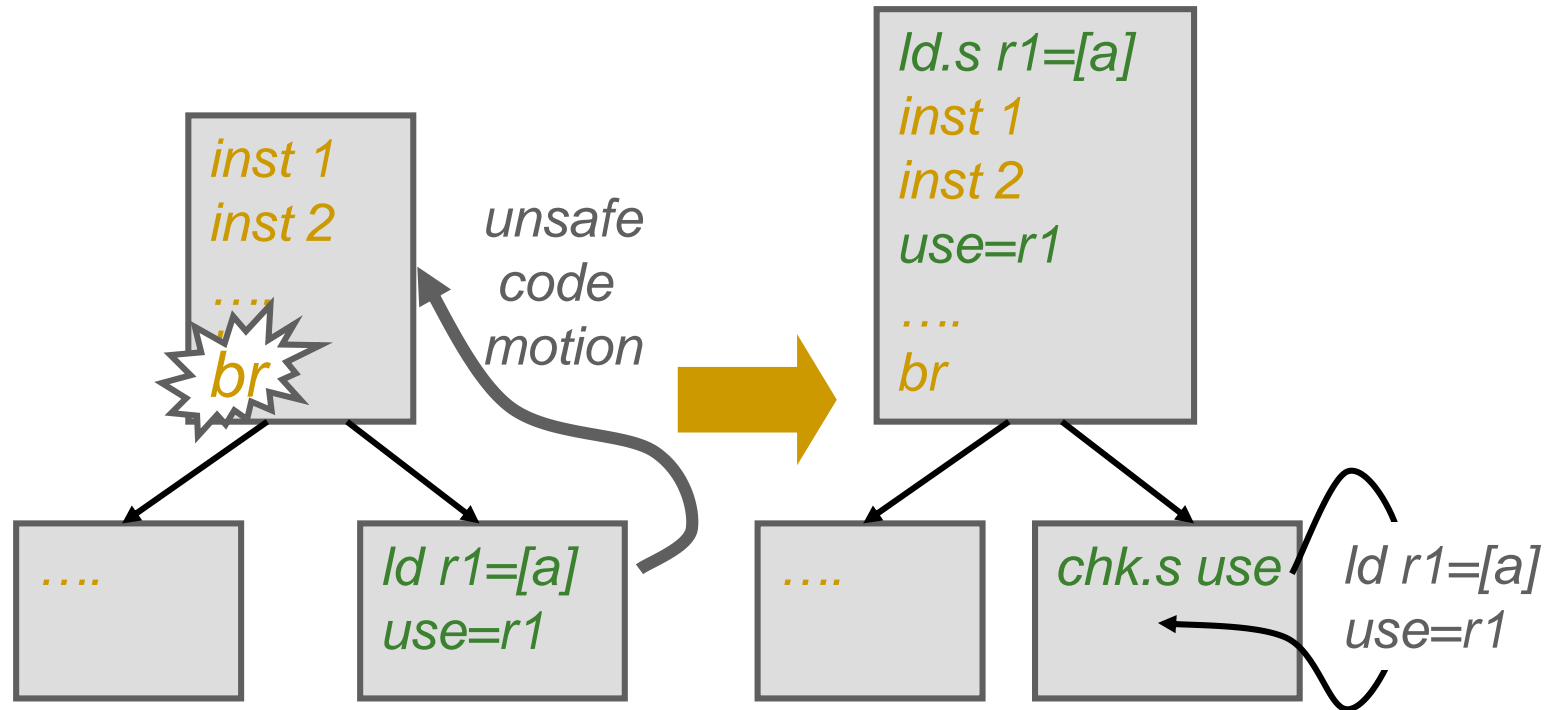 inst 1
inst 2
….
br
unsafe
code
motion
….
ld r1=[a]
use=r1
ld.s r1=[a]
inst 1
inst 2
use=r1
….
br
….
chk.s use
ld r1=[a]
use=r1